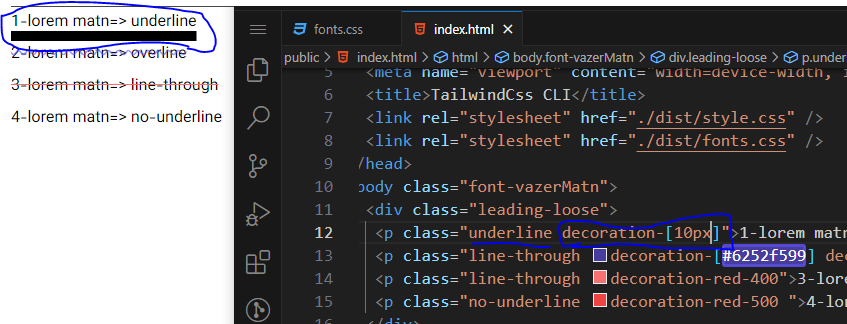 1-lorem matn=> underline
2-lorem matn=> overline
3-lorem matn=> line-through
4-lorem matn=> no-underline
fonts.css
index.html
public > index.html > html > body.font-vazerMatn > div.leading-loose > p.under
5 <meta name="viewport" content="width=device-width, i
6 <title>TailwindCss CLI</title>
7 <link rel="stylesheet" href="./dist/style.css" />
8 <link rel="stylesheet" href="./dist/fonts.css" />
9 /head>
10 body class="font-vazerMatn">
11 <div class="leading-loose">
12 <p class="underline decoration-[10px]">1-lorem matn
13 <p class="line-through decoration-[#6252f599] dec
14 <p class="line-through decoration-red-400">3-lore
15 <p class="no-underline decoration-red-500 ">4-lo
16 </div>